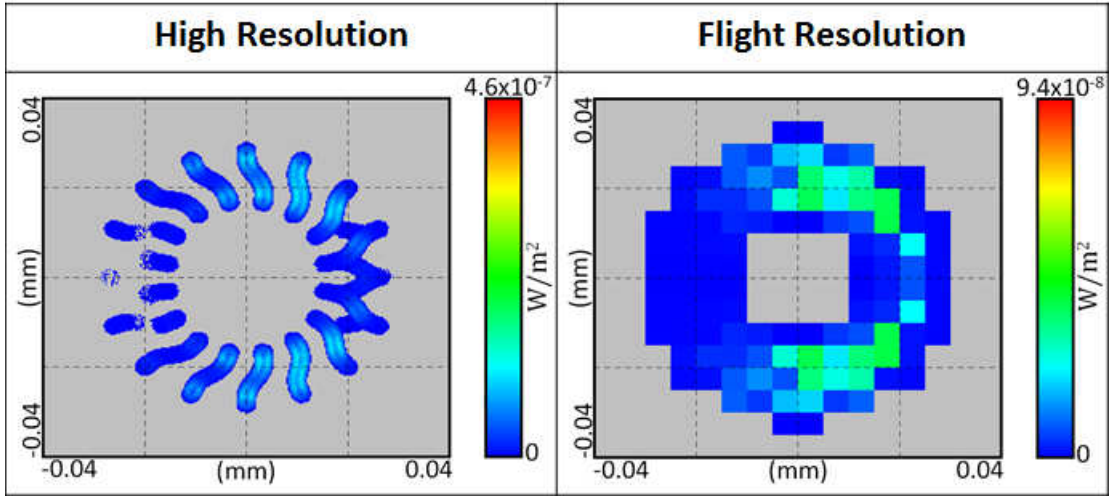 High Resolution
Flight Resolution
4.6x10⁻⁷
0.04
(mm)
-0.04
W/m²
0
-0.04
(mm)
0.04
9.4x10⁻⁸
0.04
(mm)
-0.04
W/m²
0
-0.04
(mm)
0.04